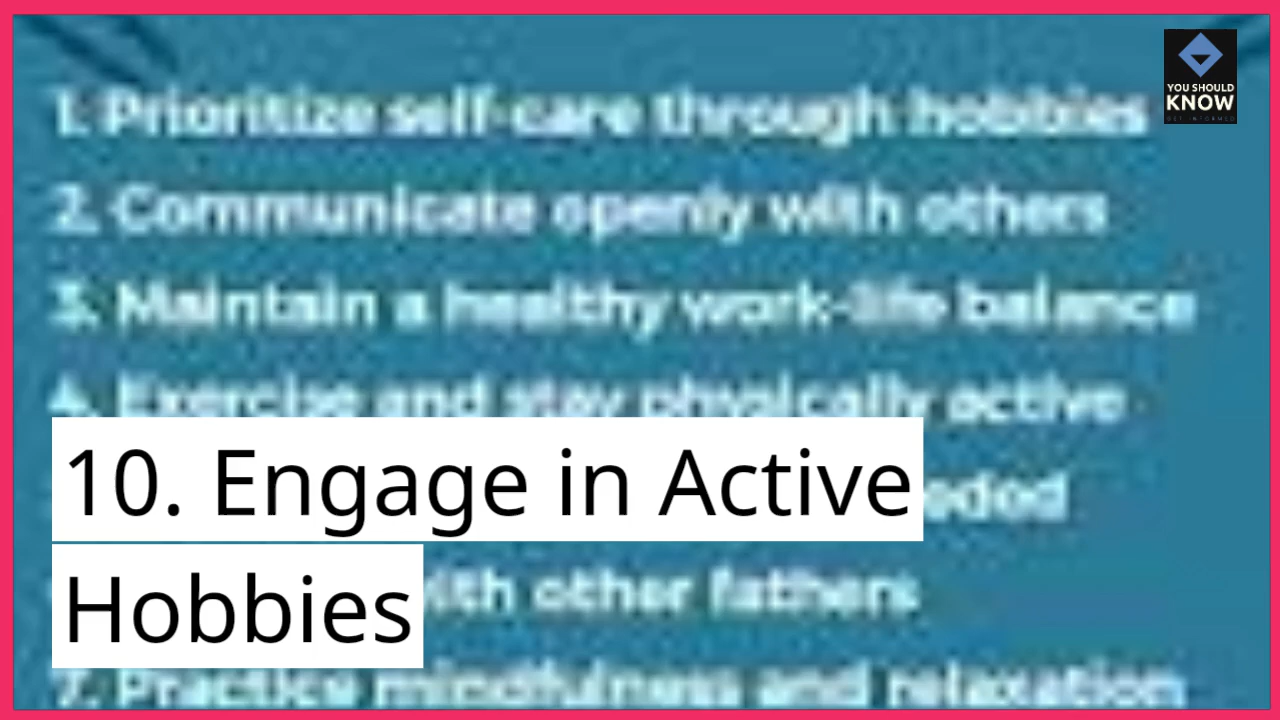 YOU SHOULD
KNOW
GET INFORMED
1. Prioritize self-care through hobbies
2. Communicate openly with others
3. Maintain a healthy work-life balance
4. Exercise and stay physically active
10. Engage in Active
Hobbies
with other fathers
7. Practice mindfulness and relaxation